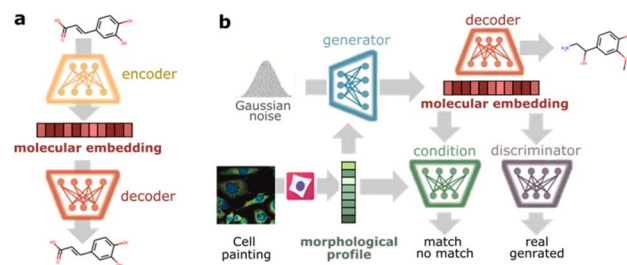 a
encoder
molecular embedding
decoder
b
generator
decoder
Gaussian
noise
molecular embedding
condition
discriminator
Cell
painting
morphological
profile
match
no match
real
genrated